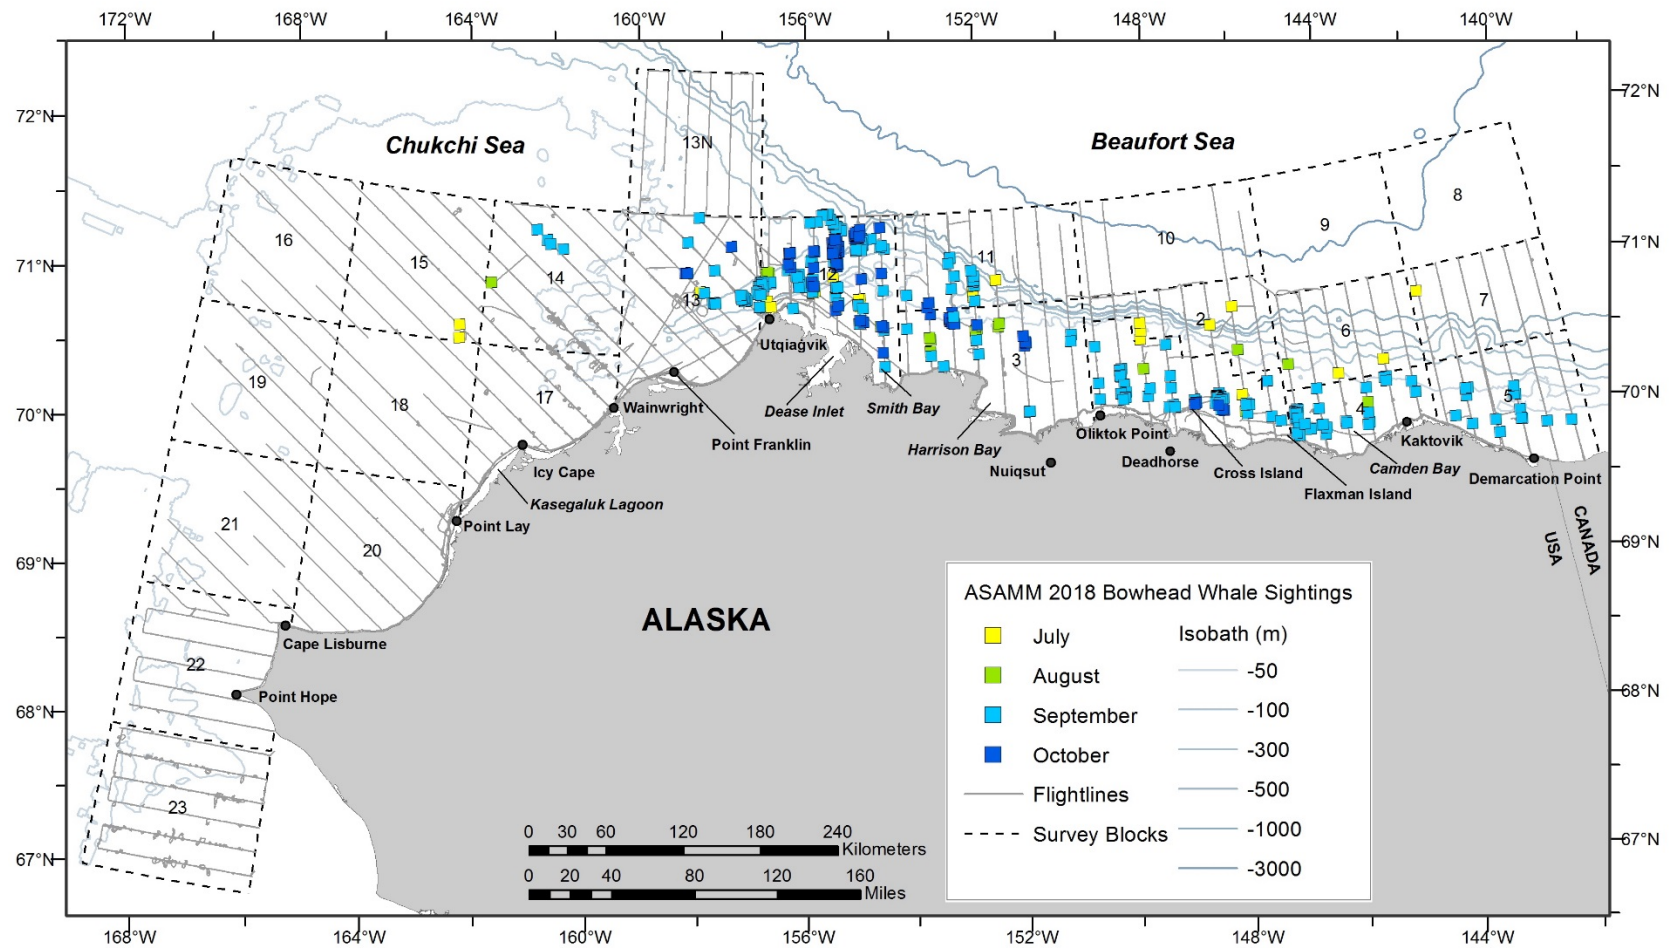 172°W 168°W 164°W 160°W 156°W 152°W 148°W 144°W 140°W
72°N 72°N
Chukchi Sea Beaufort Sea
13N
8
9
10
16
15
14
11
71°N 71°N
12
13
7
2
6
Utqiaġvik
3
19
18
17
1
70°N 70°N
4
5
Wainwright
Dease Inlet
Smith Bay
Point Franklin
Harrison Bay
Oliktok Point
Kaktovik
Nuiqsut
Deadhorse
Cross Island
Camden Bay
Flaxman Island
Demarcation Point
Icy Cape
Kasegaluk Lagoon
Point Lay
21
20
USA
CANADA
69°N 69°N
ALASKA
Cape Lisburne
22
Point Hope
68°N 68°N
23
67°N 67°N
ASAMM 2018 Bowhead Whale Sightings
July
August
September
October
Flightlines
Survey Blocks
Isobath (m)
-50
-100
-300
-500
-1000
-3000
0 30 60 120 180 240
Kilometers
0 20 40 80 120 160
Miles
168°W 164°W 160°W 156°W 152°W 148°W 144°W 140°W